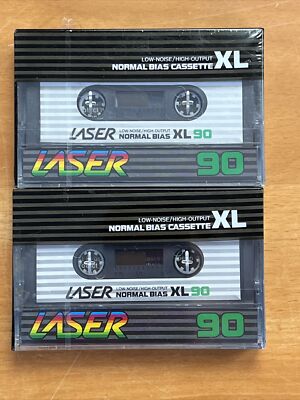 LOW-NOISE/HIGH-OUTPUT
NORMAL BIAS CASSETTE XL
LASER LOW-NOISE/HIGH-OUTPUT NORMAL BIAS XL 90
LASER 90
LOW-NOISE/HIGH-OUTPUT
NORMAL BIAS CASSETTE XL
LASER LOW-NOISE/HIGH-OUTPUT NORMAL BIAS XL 90
LASER 90